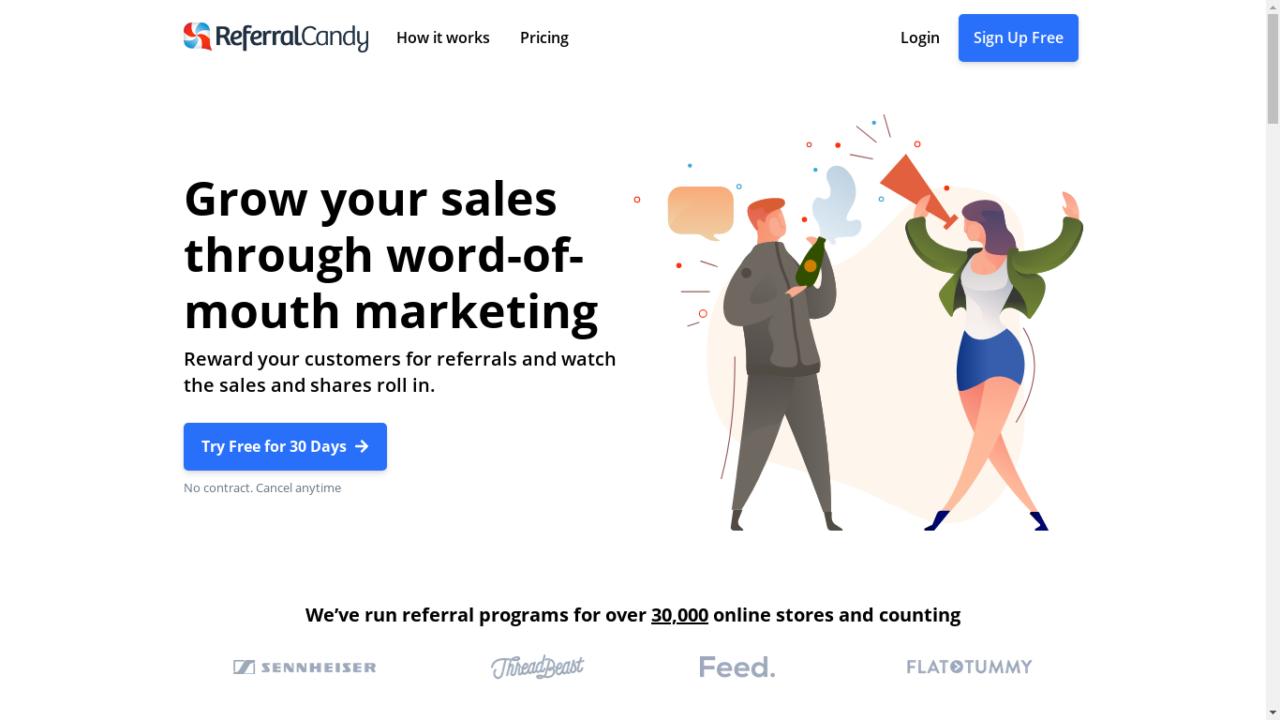 ReferralCandy
How it works
Pricing
Login
Sign Up Free
Grow your sales
through word-of-
mouth marketing
Reward your customers for referrals and watch
the sales and shares roll in.
Try Free for 30 Days
No contract. Cancel anytime
We’ve run referral programs for over 30,000 online stores and counting
SENNHEISER
ThreadBeast
Feed.
FLATTUMMY